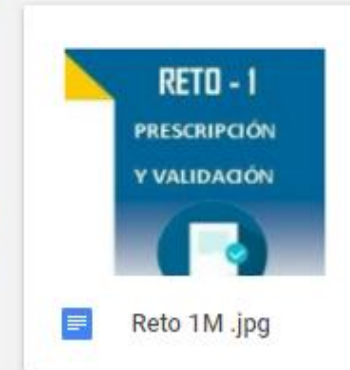 RETO - 1
PRESCRIPCIÓN
Y VALIDACIÓN
Reto 1M .jpg